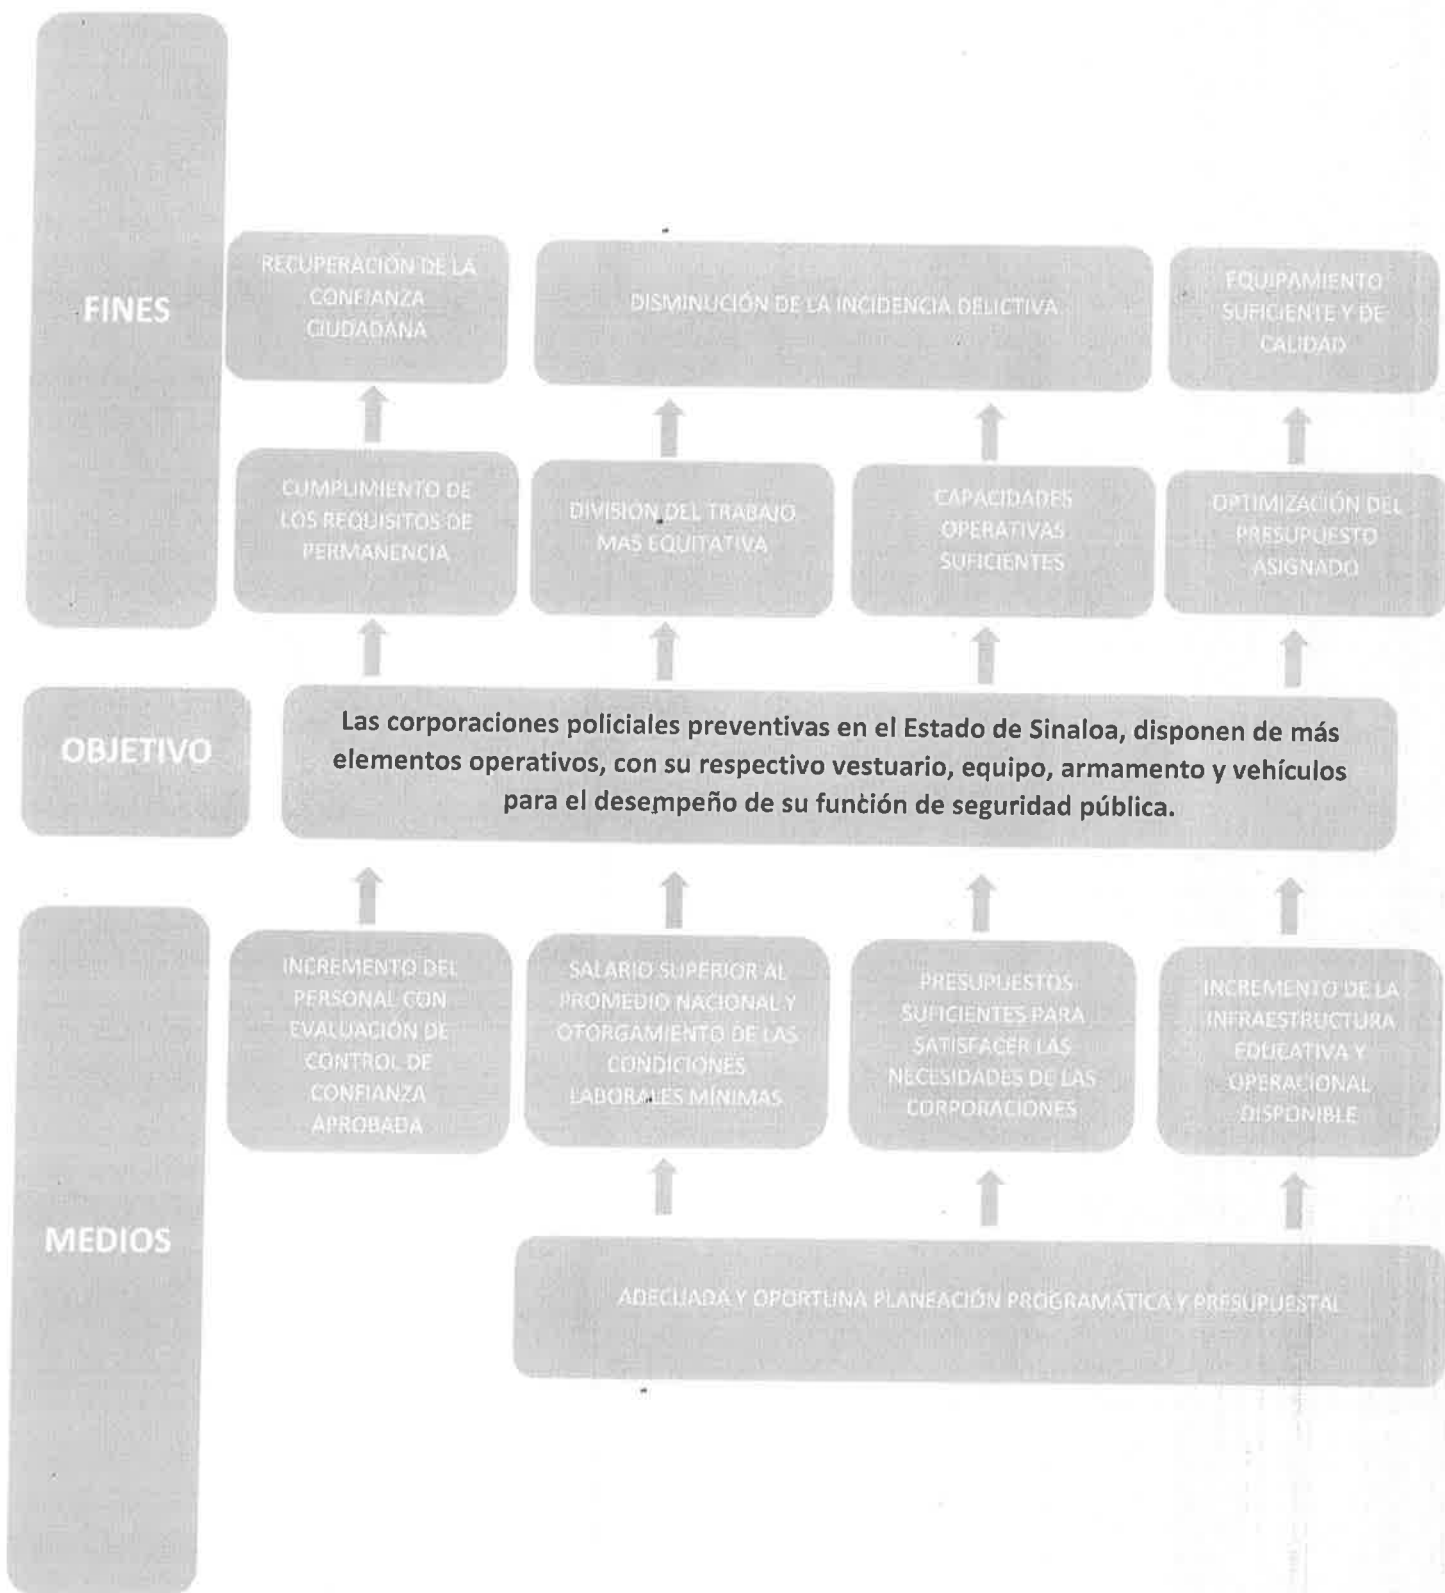 FINES
RECUPERACIÓN DE LA
CONFIANZA
CIUDADANA
DISMINUCIÓN DE LA INCIDENCIA DELICTIVA
EQUIPAMIENTO
SUFICIENTE Y DE
CALIDAD
CUMPLIMIENTO DE
LOS REQUISITOS DE
PERMANENCIA
DIVISIÓN DEL TRABAJO
MAS EQUITATIVA
CAPACIDADES
OPERATIVAS
SUFICIENTES
OPTIMIZACIÓN DEL
PRESUPUESTO
ASIGNADO
OBJETIVO
Las corporaciones policiales preventivas en el Estado de Sinaloa, disponen de más
elementos operativos, con su respectivo vestuario, equipo, armamento y vehículos
para el desempeño de su función de seguridad pública.
MEDIOS
INCREMENTO DEL
PERSONAL CON
EVALUACIÓN DE
CONTROL DE
CONFIANZA
APROBADA
SALARIO SUPERIOR AL
PROMEDIO NACIONAL Y
OTORGAMIENTO DE LAS
CONDICIONES
LABORALES MÍNIMAS
PRESUPUESTOS
SUFICIENTES PARA
SATISFACER LAS
NECESIDADES DE LAS
CORPORACIONES
INCREMENTO DE LA
INFRAESTRUCTURA
EDUCATIVA Y
OPERACIONAL
DISPONIBLE
ADECUADA Y OPORTUNA PLANEACIÓN PROGRAMÁTICA Y PRESUPUESTAL